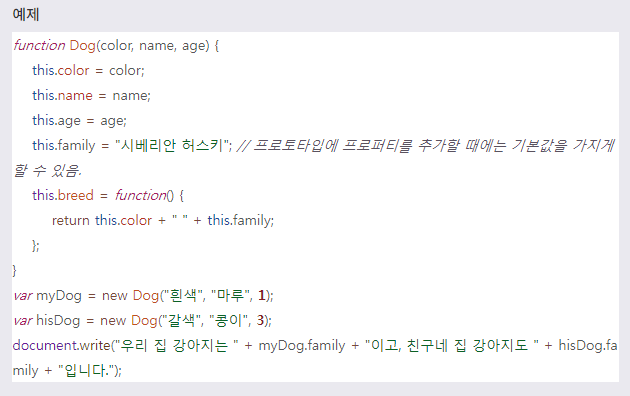 예제
function Dog(color, name, age) {
this.color = color;
this.name = name;
this.age = age;
this.family = "시베리안 허스키"; // 프로토타입에 프로퍼티를 추가할 때에는 기본값을 가지게
할 수 있음.
this.breed = function() {
return this.color + " " + this.family;
};
}
var myDog = new Dog("흰색", "마루", 1);
var hisDog = new Dog("갈색", "콩이", 3);
document.write("우리 집 강아지는 " + myDog.family + "이고, 친구네 집 강아지도 " + hisDog.fa
mily + "입니다.");